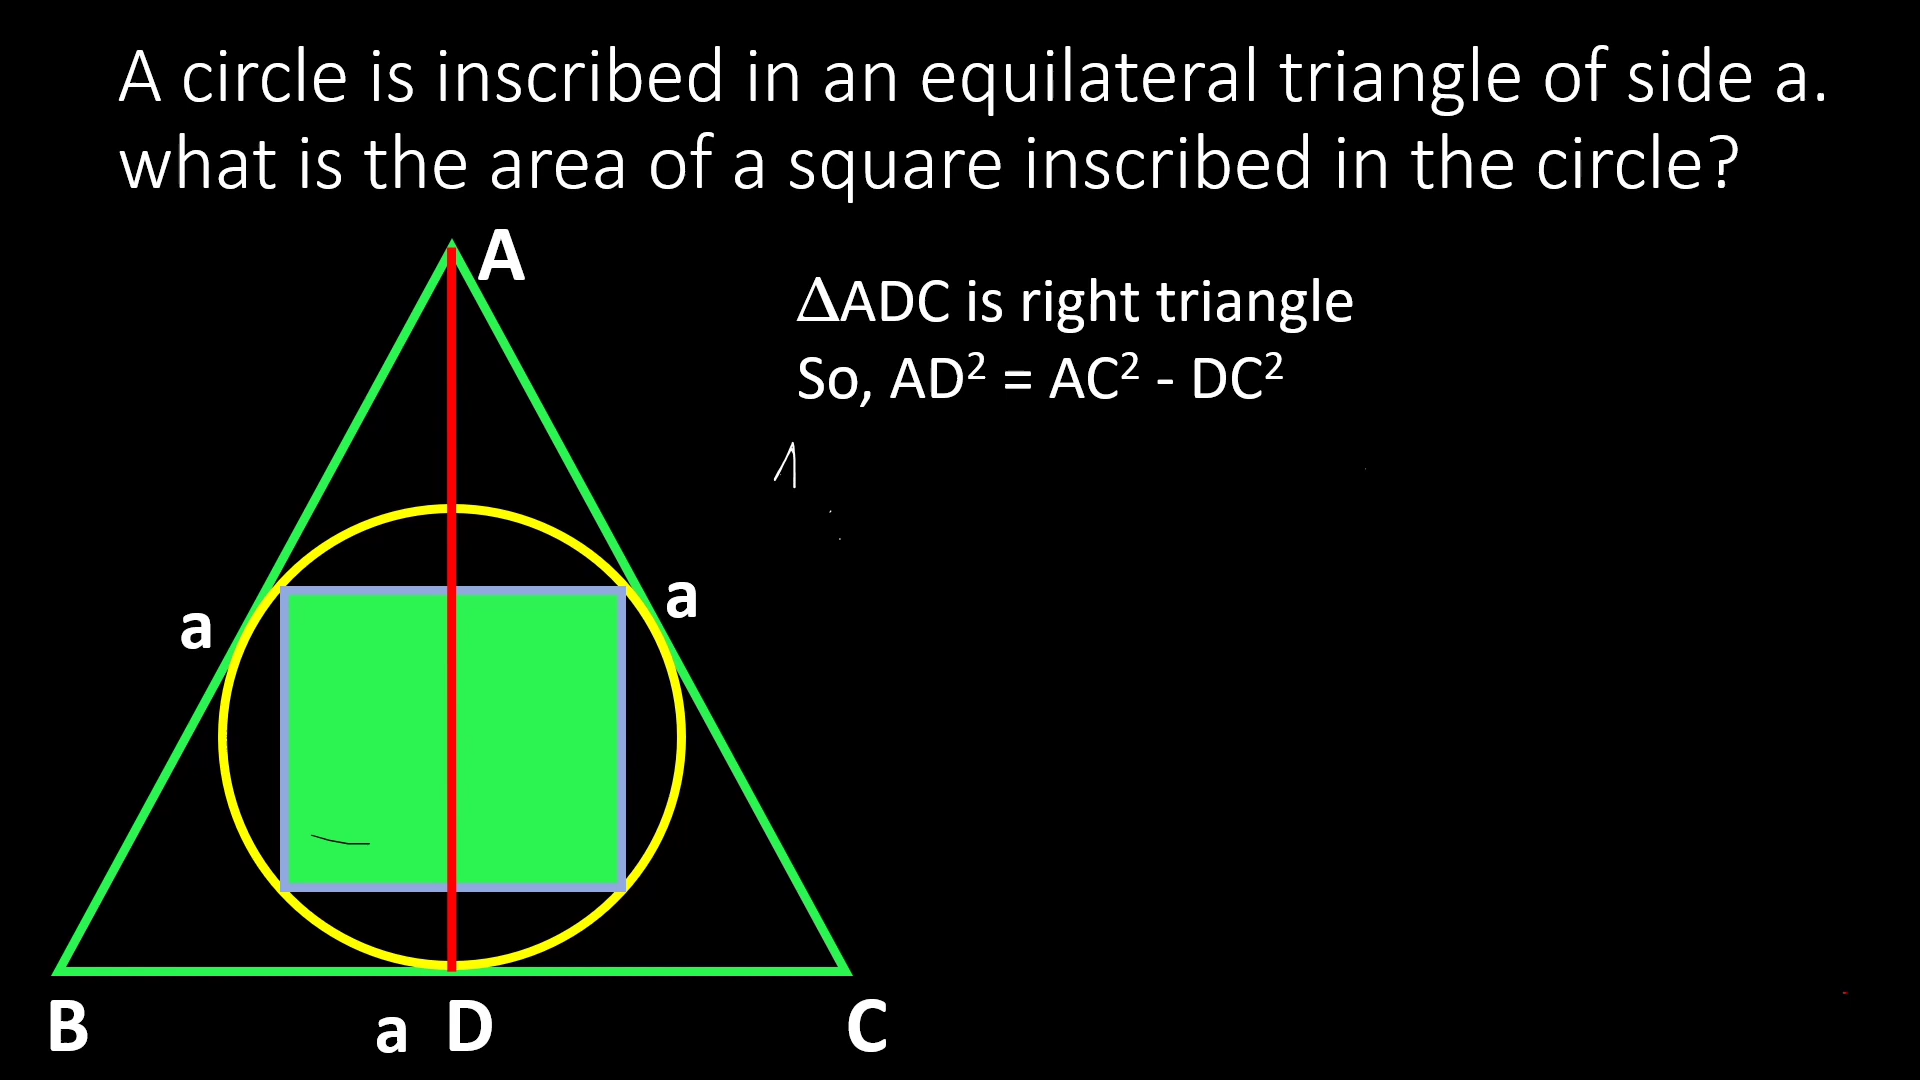 A circle is inscribed in an equilateral triangle of side a.
what is the area of a square inscribed in the circle?
A
ΔADC is right triangle
So, AD² = AC² - DC²
a
a
B
a
D
C